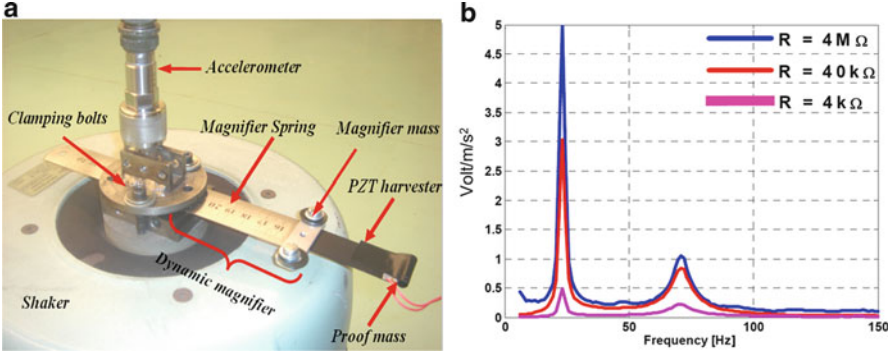 a
Accelerometer
Clamping bolts
Magnifier Spring
Magnifier mass
PZT harvester
Dynamic magnifier
Shaker
Proof mass
b
R = 4MΩ
R = 40kΩ
R = 4kΩ
Volt/m/s²
5
4.5
4
3.5
3
2.5
2
1.5
1
0.5
0
0
50
100
150
Frequency [Hz]